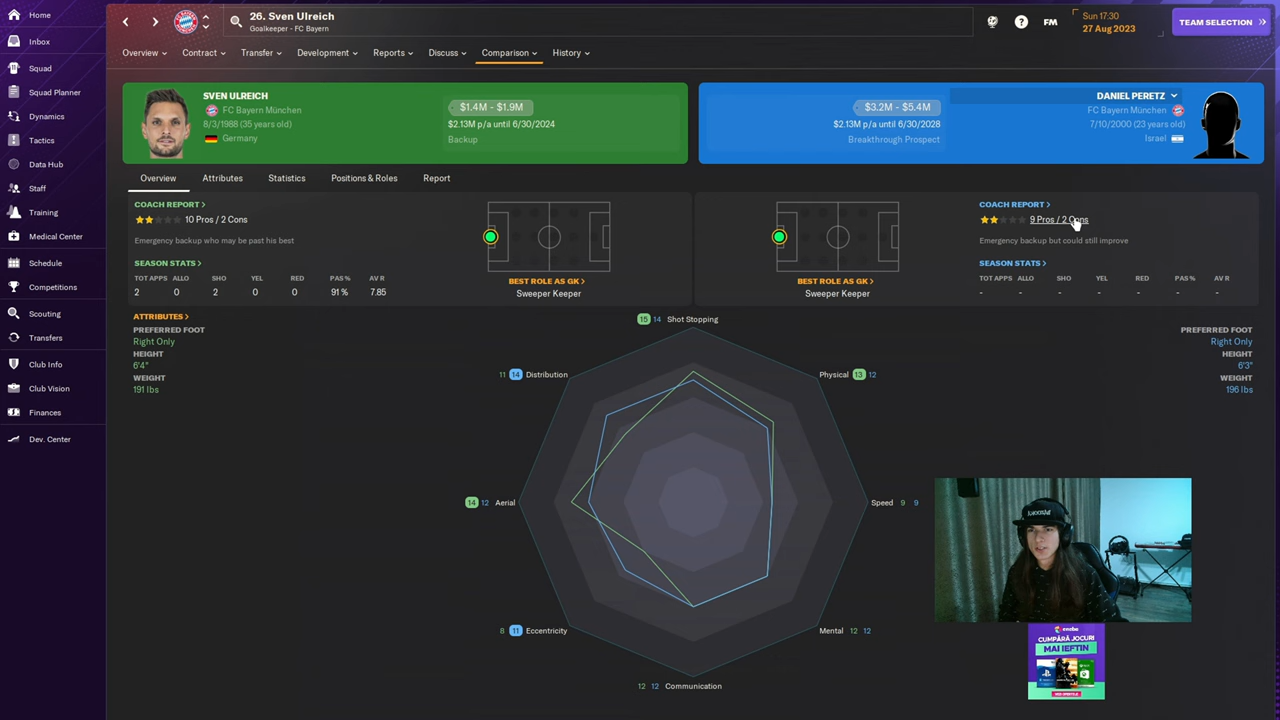 Home
Inbox
Squad
Squad Planner
Dynamics
Tactics
Data Hub
Staff
Training
Medical Center
Schedule
Competitions
Scouting
Transfers
Club Info
Club Vision
Finances
Dev. Center
26. Sven Ulreich
Goalkeeper - FC Bayern
FM
Sun 17:30
27 Aug 2023
TEAM SELECTION
Overview Contract Transfer Development Reports Discuss Comparison History
SVEN ULREICH
FC Bayern München
8/3/1988 (35 years old)
Germany
$1.4M - $1.9M
$2.13M p/a until 6/30/2024
Backup
$3.2M - $5.4M
$2.13M p/a until 6/30/2028
Breakthrough Prospect
DANIEL PERETZ
FC Bayern München
7/10/2000 (23 years old)
Israel
Overview Attributes Statistics Positions & Roles Report
COACH REPORT >
10 Pros / 2 Cons
Emergency backup who may be past his best
SEASON STATS >
TOT APPS ALLO SHO YEL RED PAS % AV R
2 0 2 0 0 91 % 7.85
BEST ROLE AS GK >
Sweeper Keeper
BEST ROLE AS GK >
Sweeper Keeper
COACH REPORT >
9 Pros / 2 Cons
Emergency backup but could still improve
SEASON STATS >
TOT APPS ALLO SHO YEL RED PAS % AV R
- - - - - - -
ATTRIBUTES >
PREFERRED FOOT
Right Only
HEIGHT
6'4"
WEIGHT
191 lbs
15 14 Shot Stopping
Physical 13 12
Speed 9 9
Mental 12 12
12 12 Communication
8 11 Eccentricity
14 12 Aerial
11 14 Distribution
PREFERRED FOOT
Right Only
HEIGHT
6'3"
WEIGHT
196 lbs
eneba
CUMPĂRĂ JOCURI
MAI IEFTIN